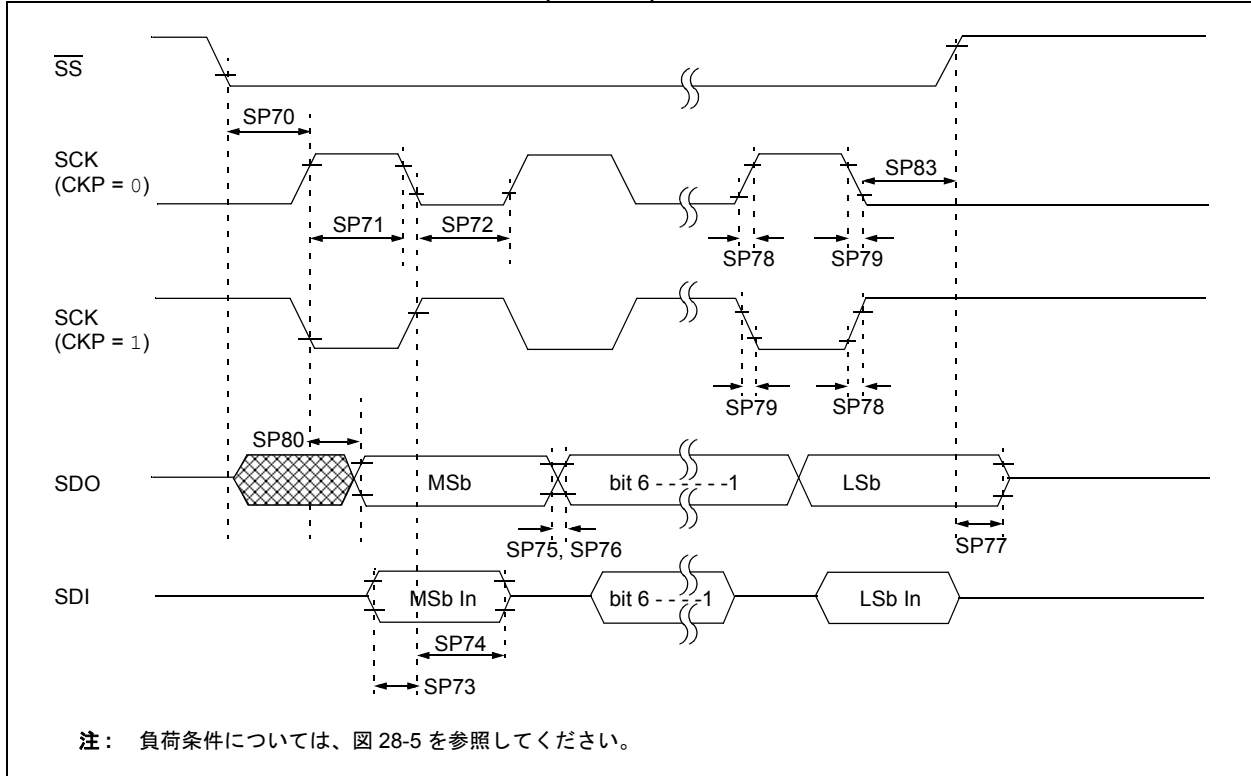 SS
SP70
SCK
(CKP = 0)
SP83
SP71
SP72
SP78
SP79
SCK
(CKP = 1)
SP79
SP78
SP80
SDO
MSb
bit 6 - - - - - -1
LSb
SP75, SP76
SP77
SDI
MSb In
bit 6 - - - -1
LSb In
SP74
SP73
注： 負荷条件については、図 28-5 を参照してください。